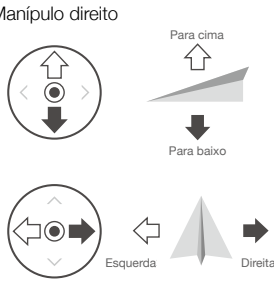 Manípulo direito
Para cima
Para baixo
Esquerda
Direita